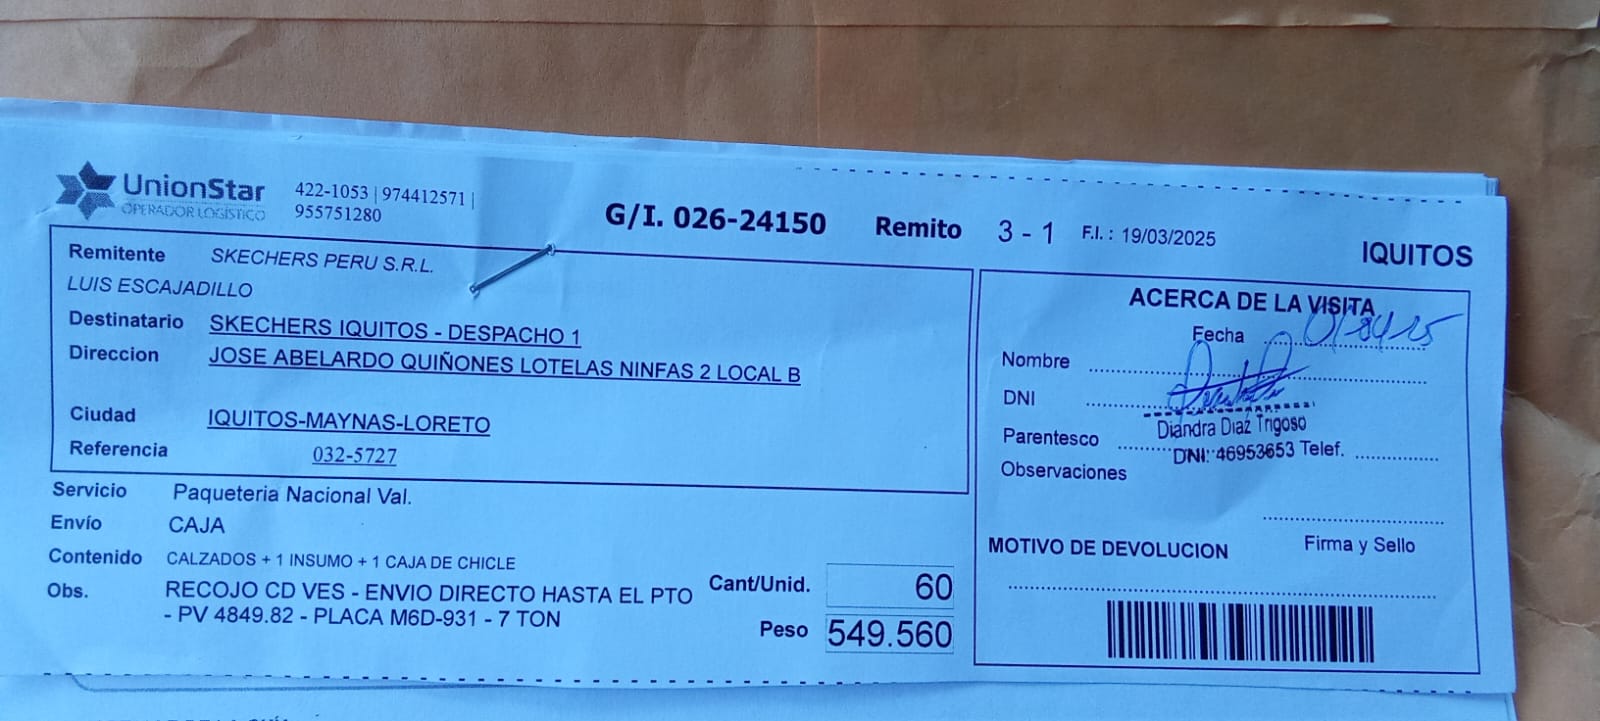 UnionStar
OPERADOR LOGÍSTICO
422-1053 | 974412571 |
955751280
G/I. 026-24150 Remito 3 - 1 F.I. : 19/03/2025
IQUITOS
Remitente SKECHERS PERU S.R.L.
LUIS ESCAJADILLO
Destinatario SKECHERS IQUITOS - DESPACHO 1
Direccion JOSE ABELARDO QUIÑONES LOTELAS NINFAS 2 LOCAL B
Ciudad IQUITOS-MAYNAS-LORETO
Referencia 032-5727
Servicio Paqueteria Nacional Val.
Envío CAJA
Contenido CALZADOS + 1 INSUMO + 1 CAJA DE CHICLE
Obs. RECOJO CD VES - ENVIO DIRECTO HASTA EL PTO
- PV 4849.82 - PLACA M6D-931 - 7 TON
Cant/Unid. 60
Peso 549.560
ACERCA DE LA VISITA
Fecha
Nombre
DNI
Diandra Diaz Trigoso
Parentesco DNI: 46953653 Telef.
Observaciones
Firma y Sello
MOTIVO DE DEVOLUCION